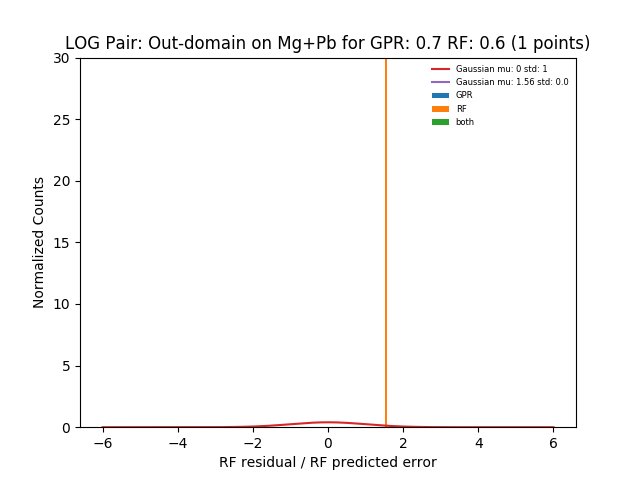 LOG Pair: Out-domain on Mg+Pb for GPR: 0.7 RF: 0.6 (1 points)
Gaussian mu: 0 std: 1
Gaussian mu: 1.56 std: 0.0
GPR
RF
both
Normalized Counts
30
25
20
15
10
5
0
−6 −4 −2 0 2 4 6
RF residual / RF predicted error